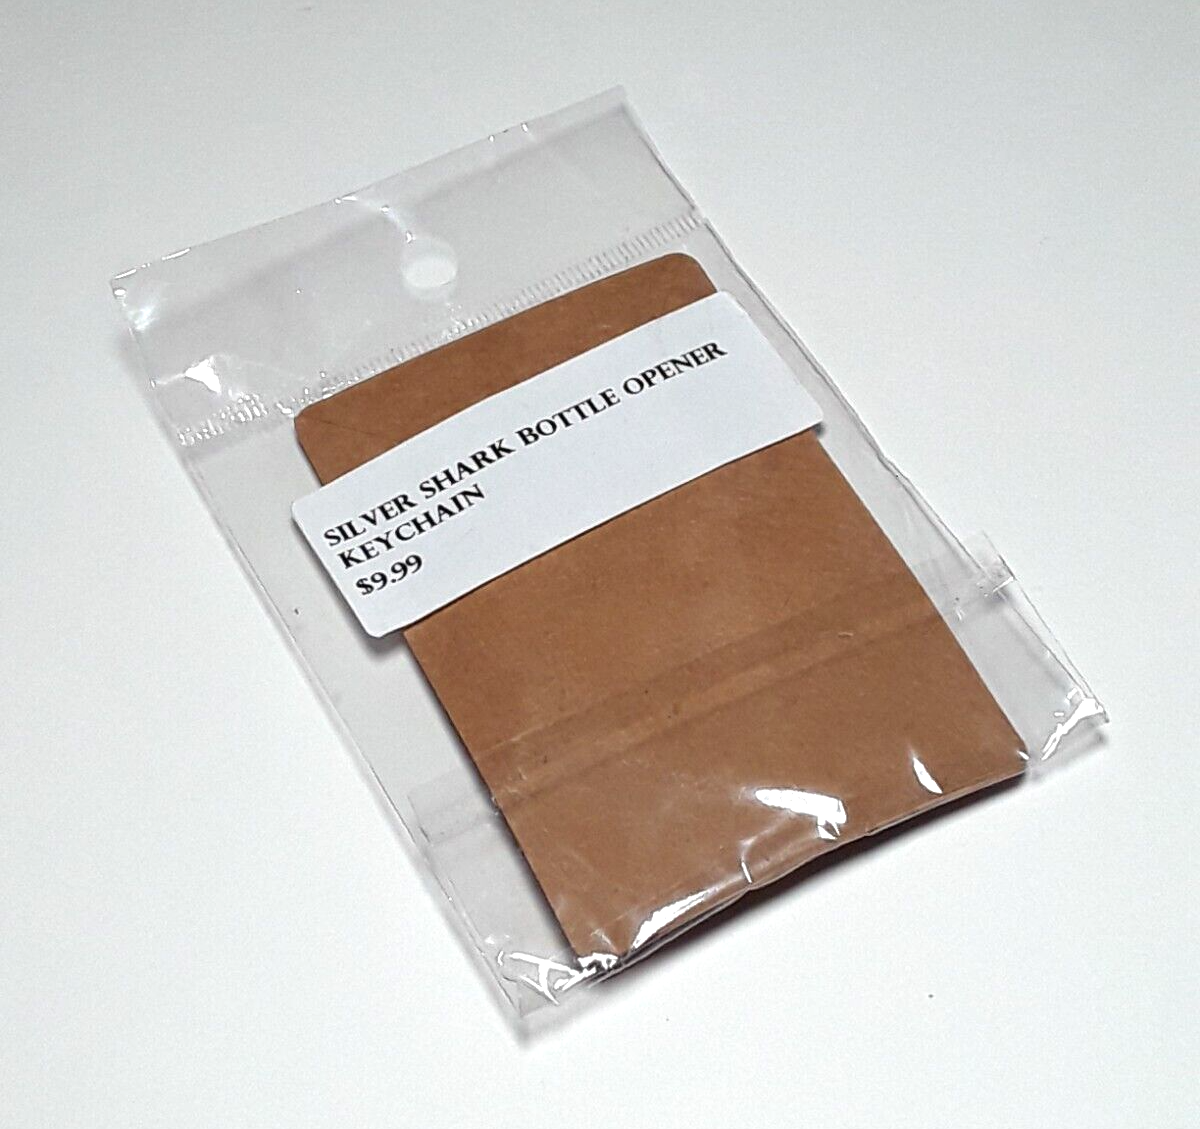 SILVER SHARK BOTTLE OPENER
KEYCHAIN
$9.99